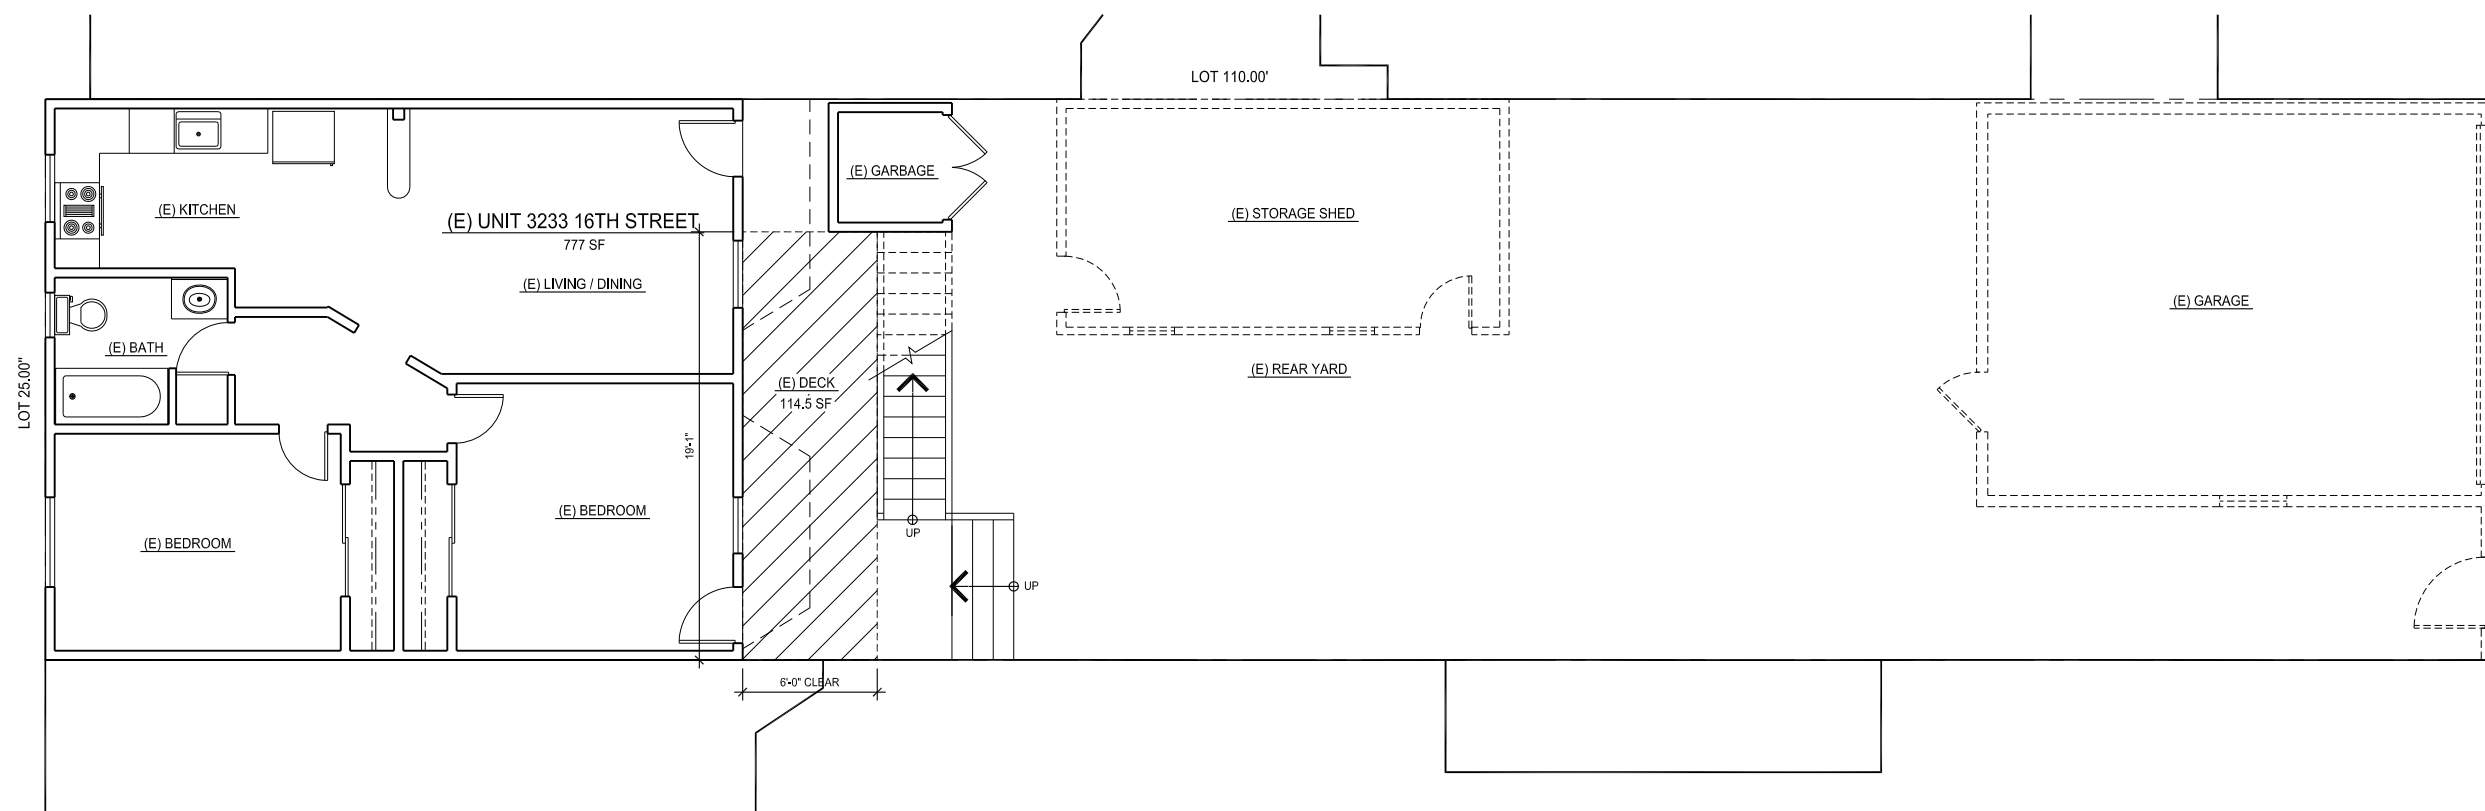 LOT 110.00'
(E) GARBAGE
(E) KITCHEN
(E) UNIT 3233 16TH STREET
777 SF
(E) STORAGE SHED
(E) LIVING / DINING
(E) GARAGE
(E) BATH
LOT 25.00"
(E) DECK
114.5 SF
(E) REAR YARD
19'-1"
(E) BEDROOM
(E) BEDROOM
UP
UP
6'-0" CLEAR